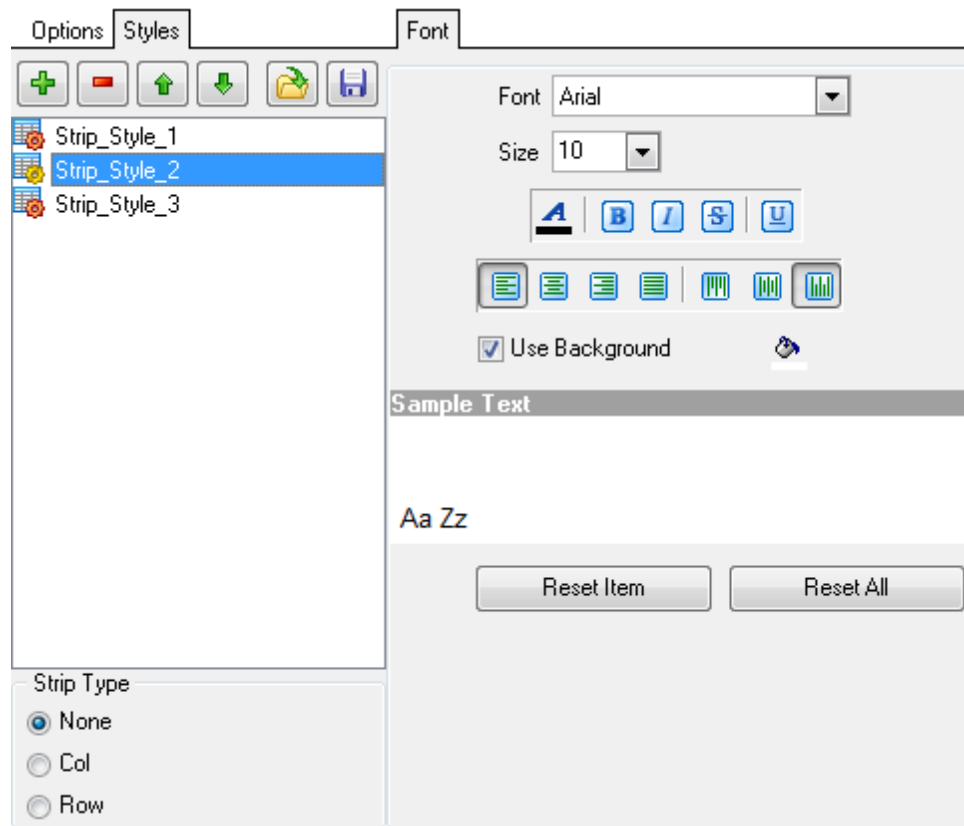 Options Styles Font
Font Arial
Strip_Style_1
Size 10
Strip_Style_2
Strip_Style_3
A B I S U
Use Background
Sample Text
Aa Zz
Reset Item Reset All
Strip Type
None
Col
Row